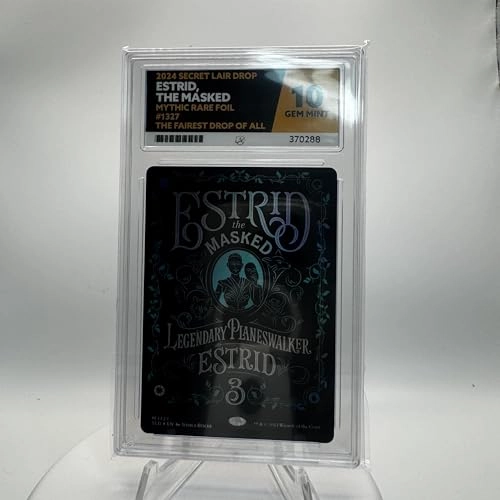 2024 SECRET LAIR DROP
ESTRID,
THE MASKED
MYTHIC RARE FOIL
#1327
THE FAIREST DROP OF ALL
10
GEM MINT
370288
ESTRID
the
MASKED
LEGENDARY PLANESWALKER
ESTRID
3
M 1327